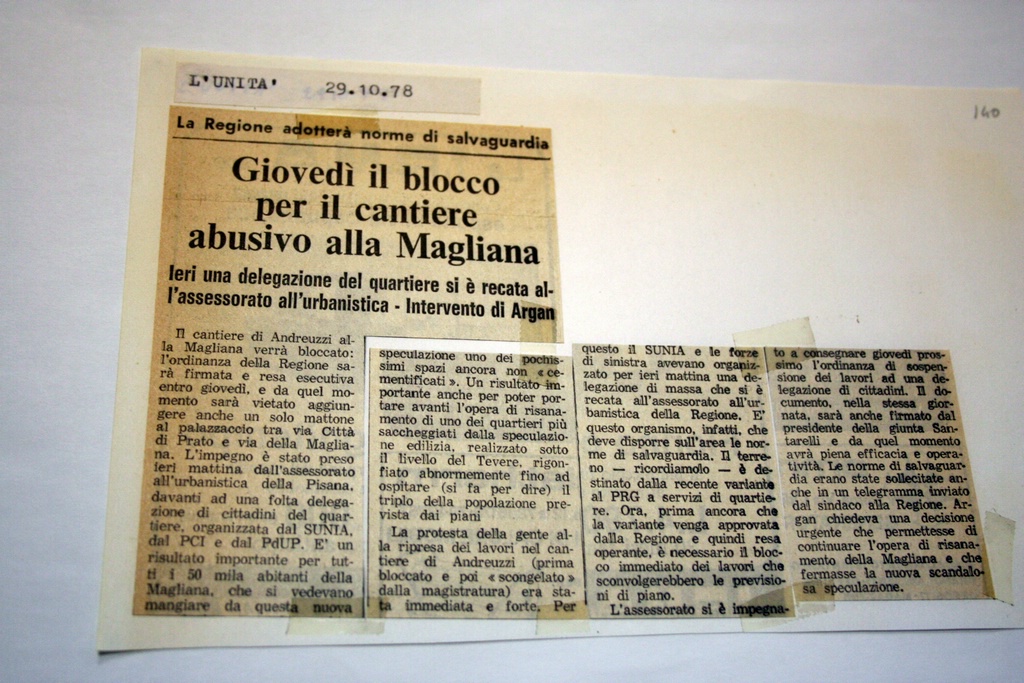 L'UNITA' 29.10.78
140
La Regione adotterà norme di salvaguardia
Giovedì il blocco
per il cantiere
abusivo alla Magliana
Ieri una delegazione del quartiere si è recata al-
l'assessorato all'urbanistica - Intervento di Argan
Il cantiere di Andreuzzi al-
la Magliana verrà bloccato:
l'ordinanza della Regione sa-
rà firmata e resa esecutiva
entro giovedì, e da quel mo-
mento sarà vietato aggiun-
gere anche un solo mattone
al palazzaccio tra via Città
di Prato e via della Maglia-
na. L'impegno è stato preso
ieri mattina dall'assessorato
all'urbanistica della Pisana,
davanti ad una folta delega-
zione di cittadini del quar-
tiere, organizzata dal SUNIA,
dal PCI e dal PdUP. E' un
risultato importante per tut-
ti i 50 mila abitanti della
Magliana, che si vedevano
mangiare da questa nuova
speculazione uno dei pochis-
simi spazi ancora non «ce-
mentificati». Un risultato im-
portante anche per poter por-
tare avanti l'opera di risana-
mento di uno dei quartieri più
saccheggiati dalla speculazio-
ne edilizia, realizzato sotto
il livello del Tevere, rigon-
fiato abnormemente fino ad
ospitare (si fa per dire) il
triplo della popolazione pre-
vista dai piani
La protesta della gente al-
la ripresa dei lavori nel can-
tiere di Andreuzzi (prima
bloccato e poi «scongelato»
dalla magistratura) era sta-
ta immediata e forte. Per
questo il SUNIA e le forze
di sinistra avevano organiz-
zato per ieri mattina una de-
legazione di massa che si è
recata all'assessorato all'ur-
banistica della Regione. E'
questo organismo, infatti, che
deve disporre sull'area le nor-
me di salvaguardia. Il terre-
no — ricordiamolo — è de-
stinato dalla recente variante
al PRG a servizi di quartie-
re. Ora, prima ancora che
la variante venga approvata
dalla Regione e quindi resa
operante, è necessario il bloc-
co immediato dei lavori che
sconvolgerebbero le previsio-
ni di piano.
L'assessorato si è impegna-
to a consegnare giovedì pros-
simo l'ordinanza di sospen-
sione dei lavori ad una de-
legazione di cittadini. Il do-
cumento, nella stessa gior-
nata, sarà anche firmato dal
presidente della giunta San-
tarelli e da quel momento
avrà piena efficacia e opera-
tività. Le norme di salvaguar-
dia erano state sollecitate an-
che in un telegramma inviato
dal sindaco alla Regione. Ar-
gan chiedeva una decisione
urgente che permettesse di
continuare l'opera di risana-
mento della Magliana e che
fermasse la nuova scandalo-
sa speculazione.